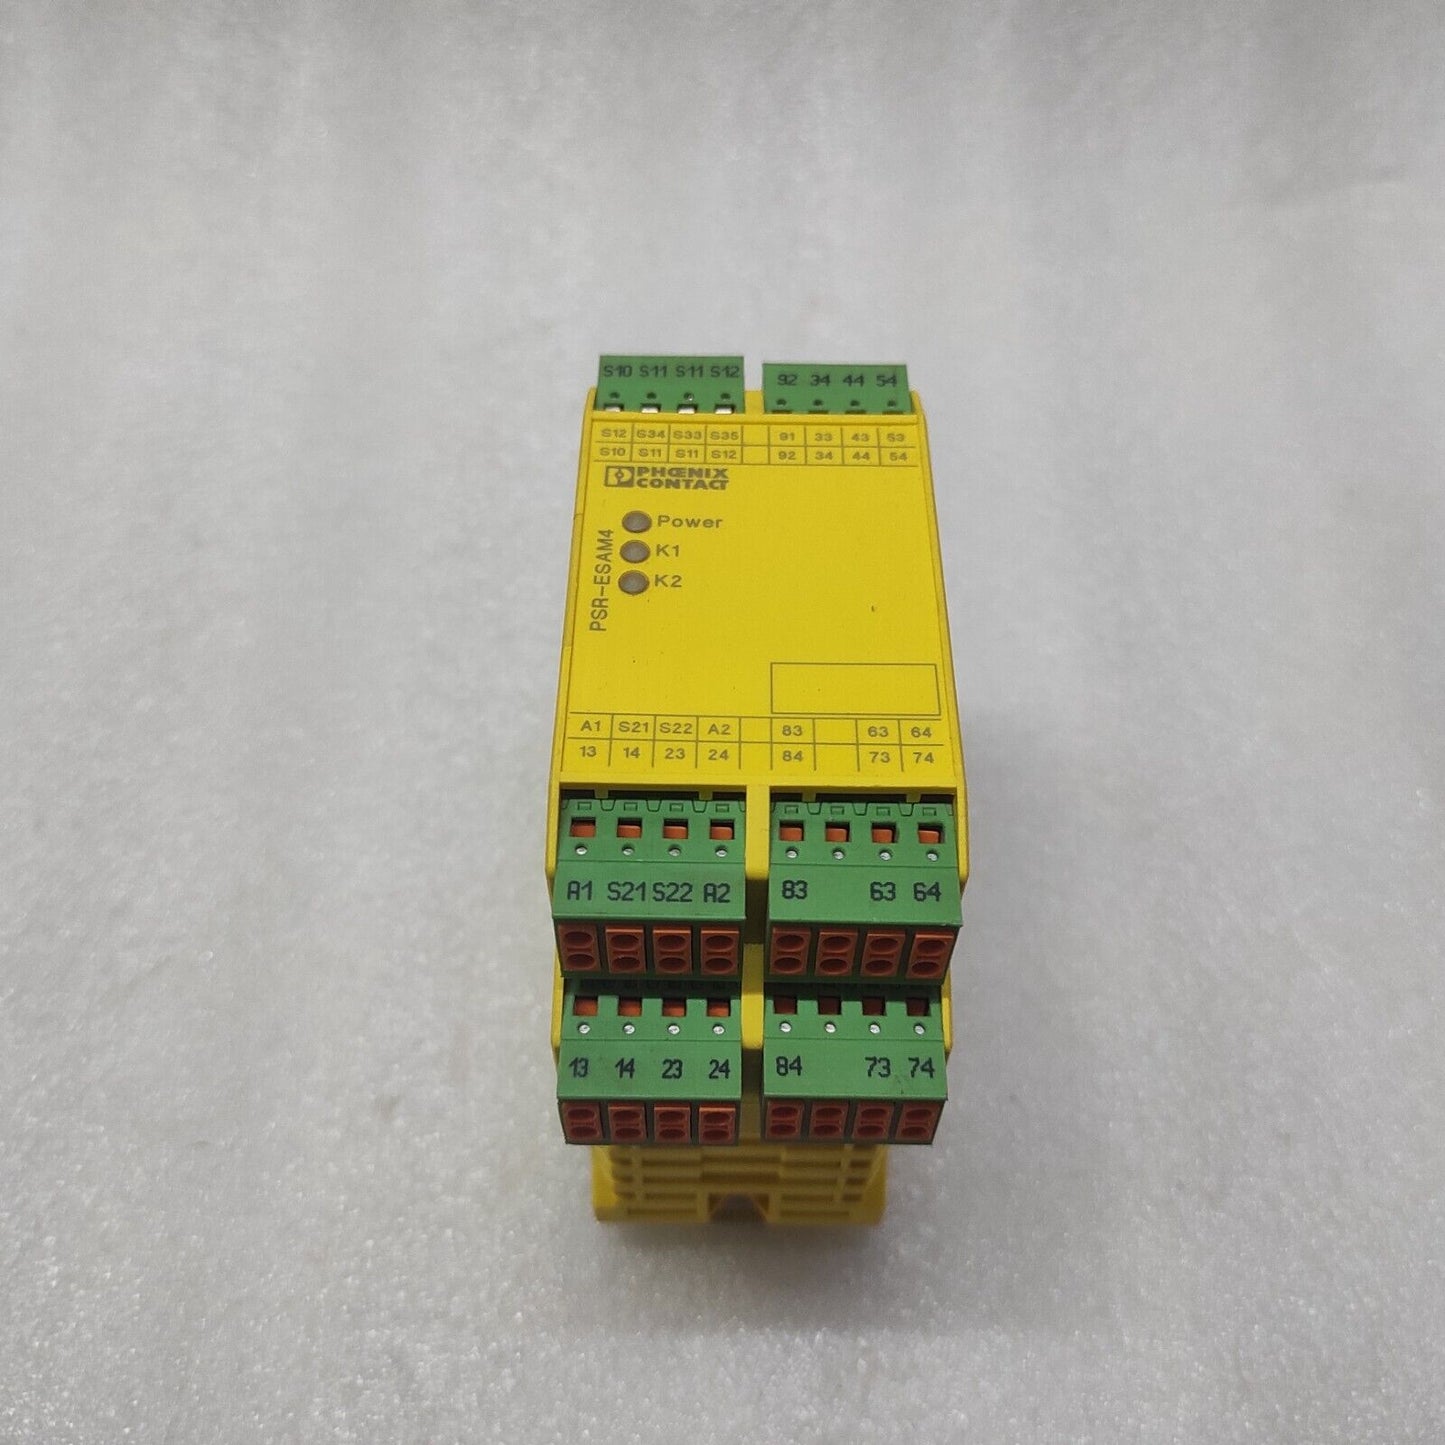 S10 S11 S11 S12 92 34 44 54
S12 S34 S33 S35 91 33 43 53
S10 S11 S11 S12 92 34 44 54
PHŒNIX
CONTACT
Power
K1
K2
PSR-ESAM4
A1 S21 S22 A2 83 63 64
13 14 23 24 84 73 74
A1 S21 S22 A2 83 63 64
13 14 23 24 84 73 74